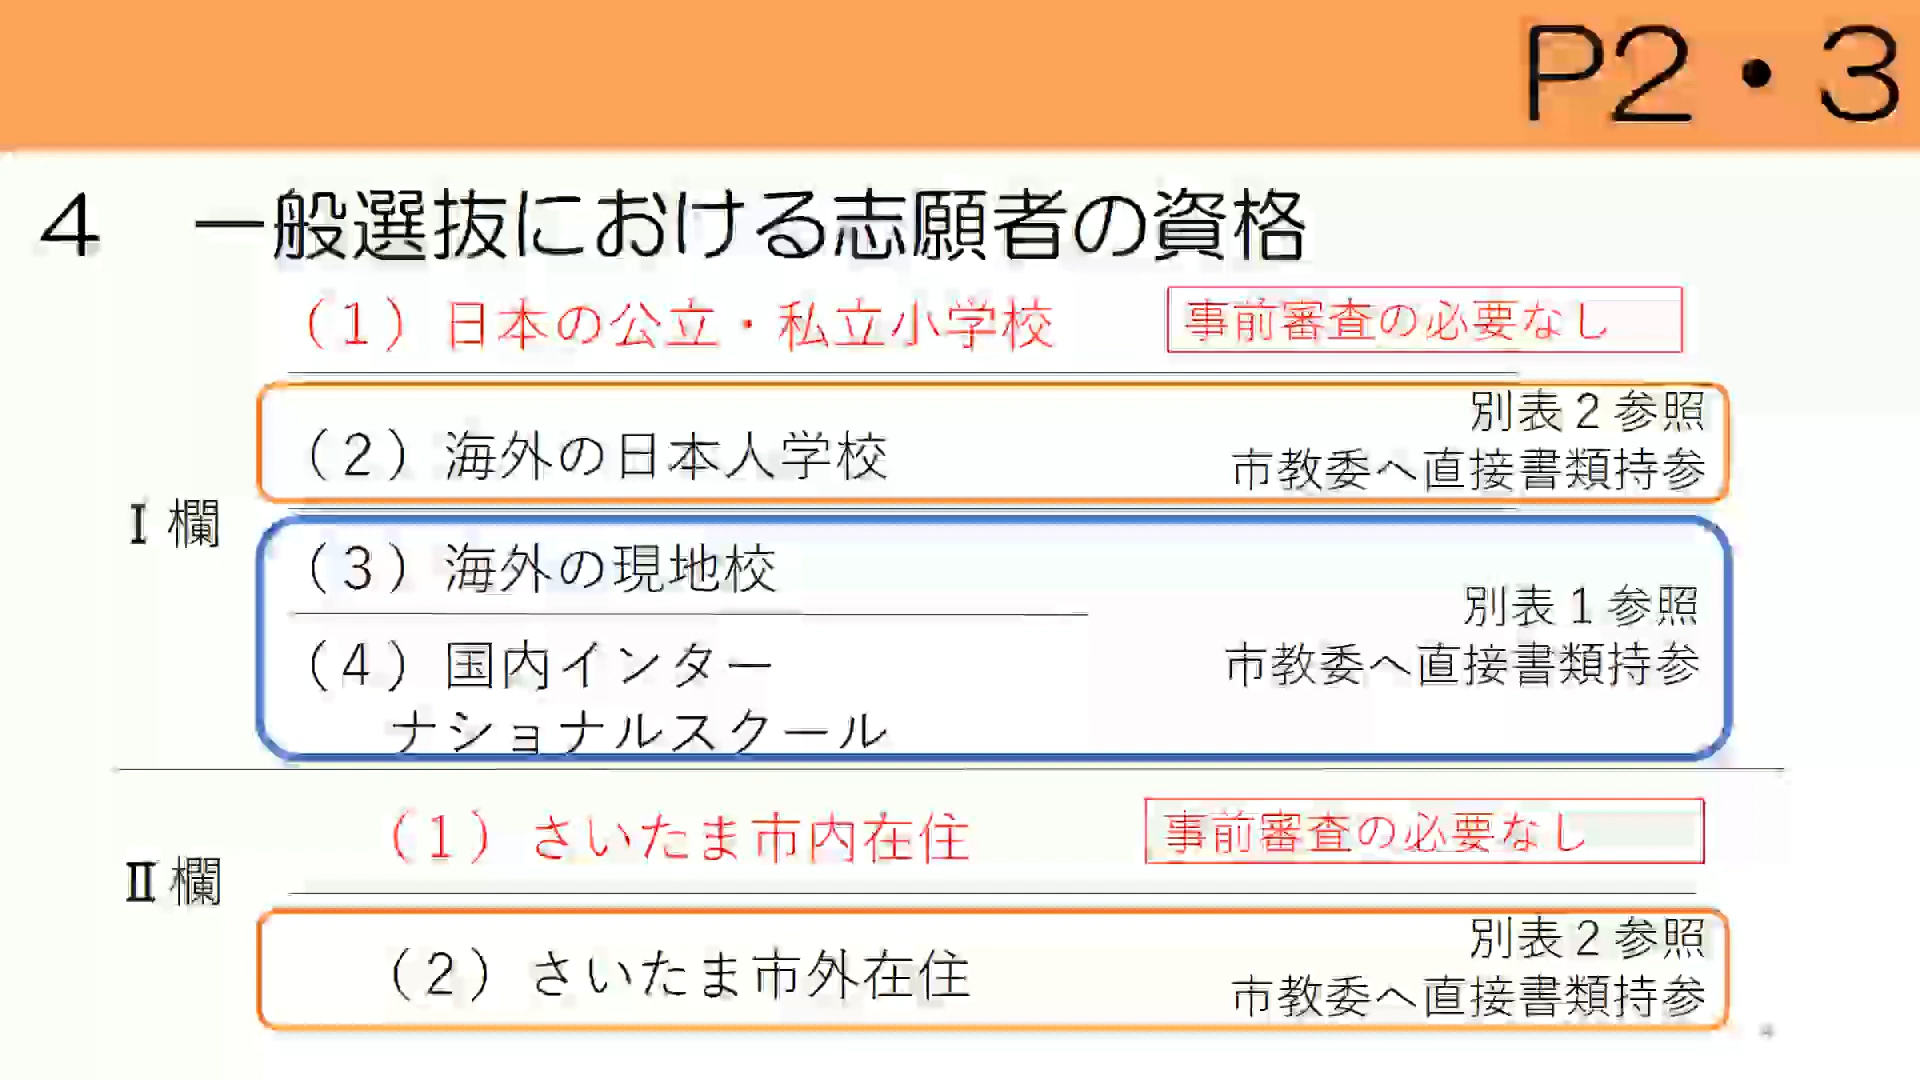 P2・3
4　一般選抜における志願者の資格
（1）日本の公立・私立小学校　事前審査の必要なし
別表2参照
（2）海外の日本人学校　市教委へ直接書類持参
Ⅰ欄
（3）海外の現地校
別表1参照
（4）国内インター　市教委へ直接書類持参
ナショナルスクール
（1）さいたま市内在住　事前審査の必要なし
Ⅱ欄
別表2参照
（2）さいたま市外在住　市教委へ直接書類持参